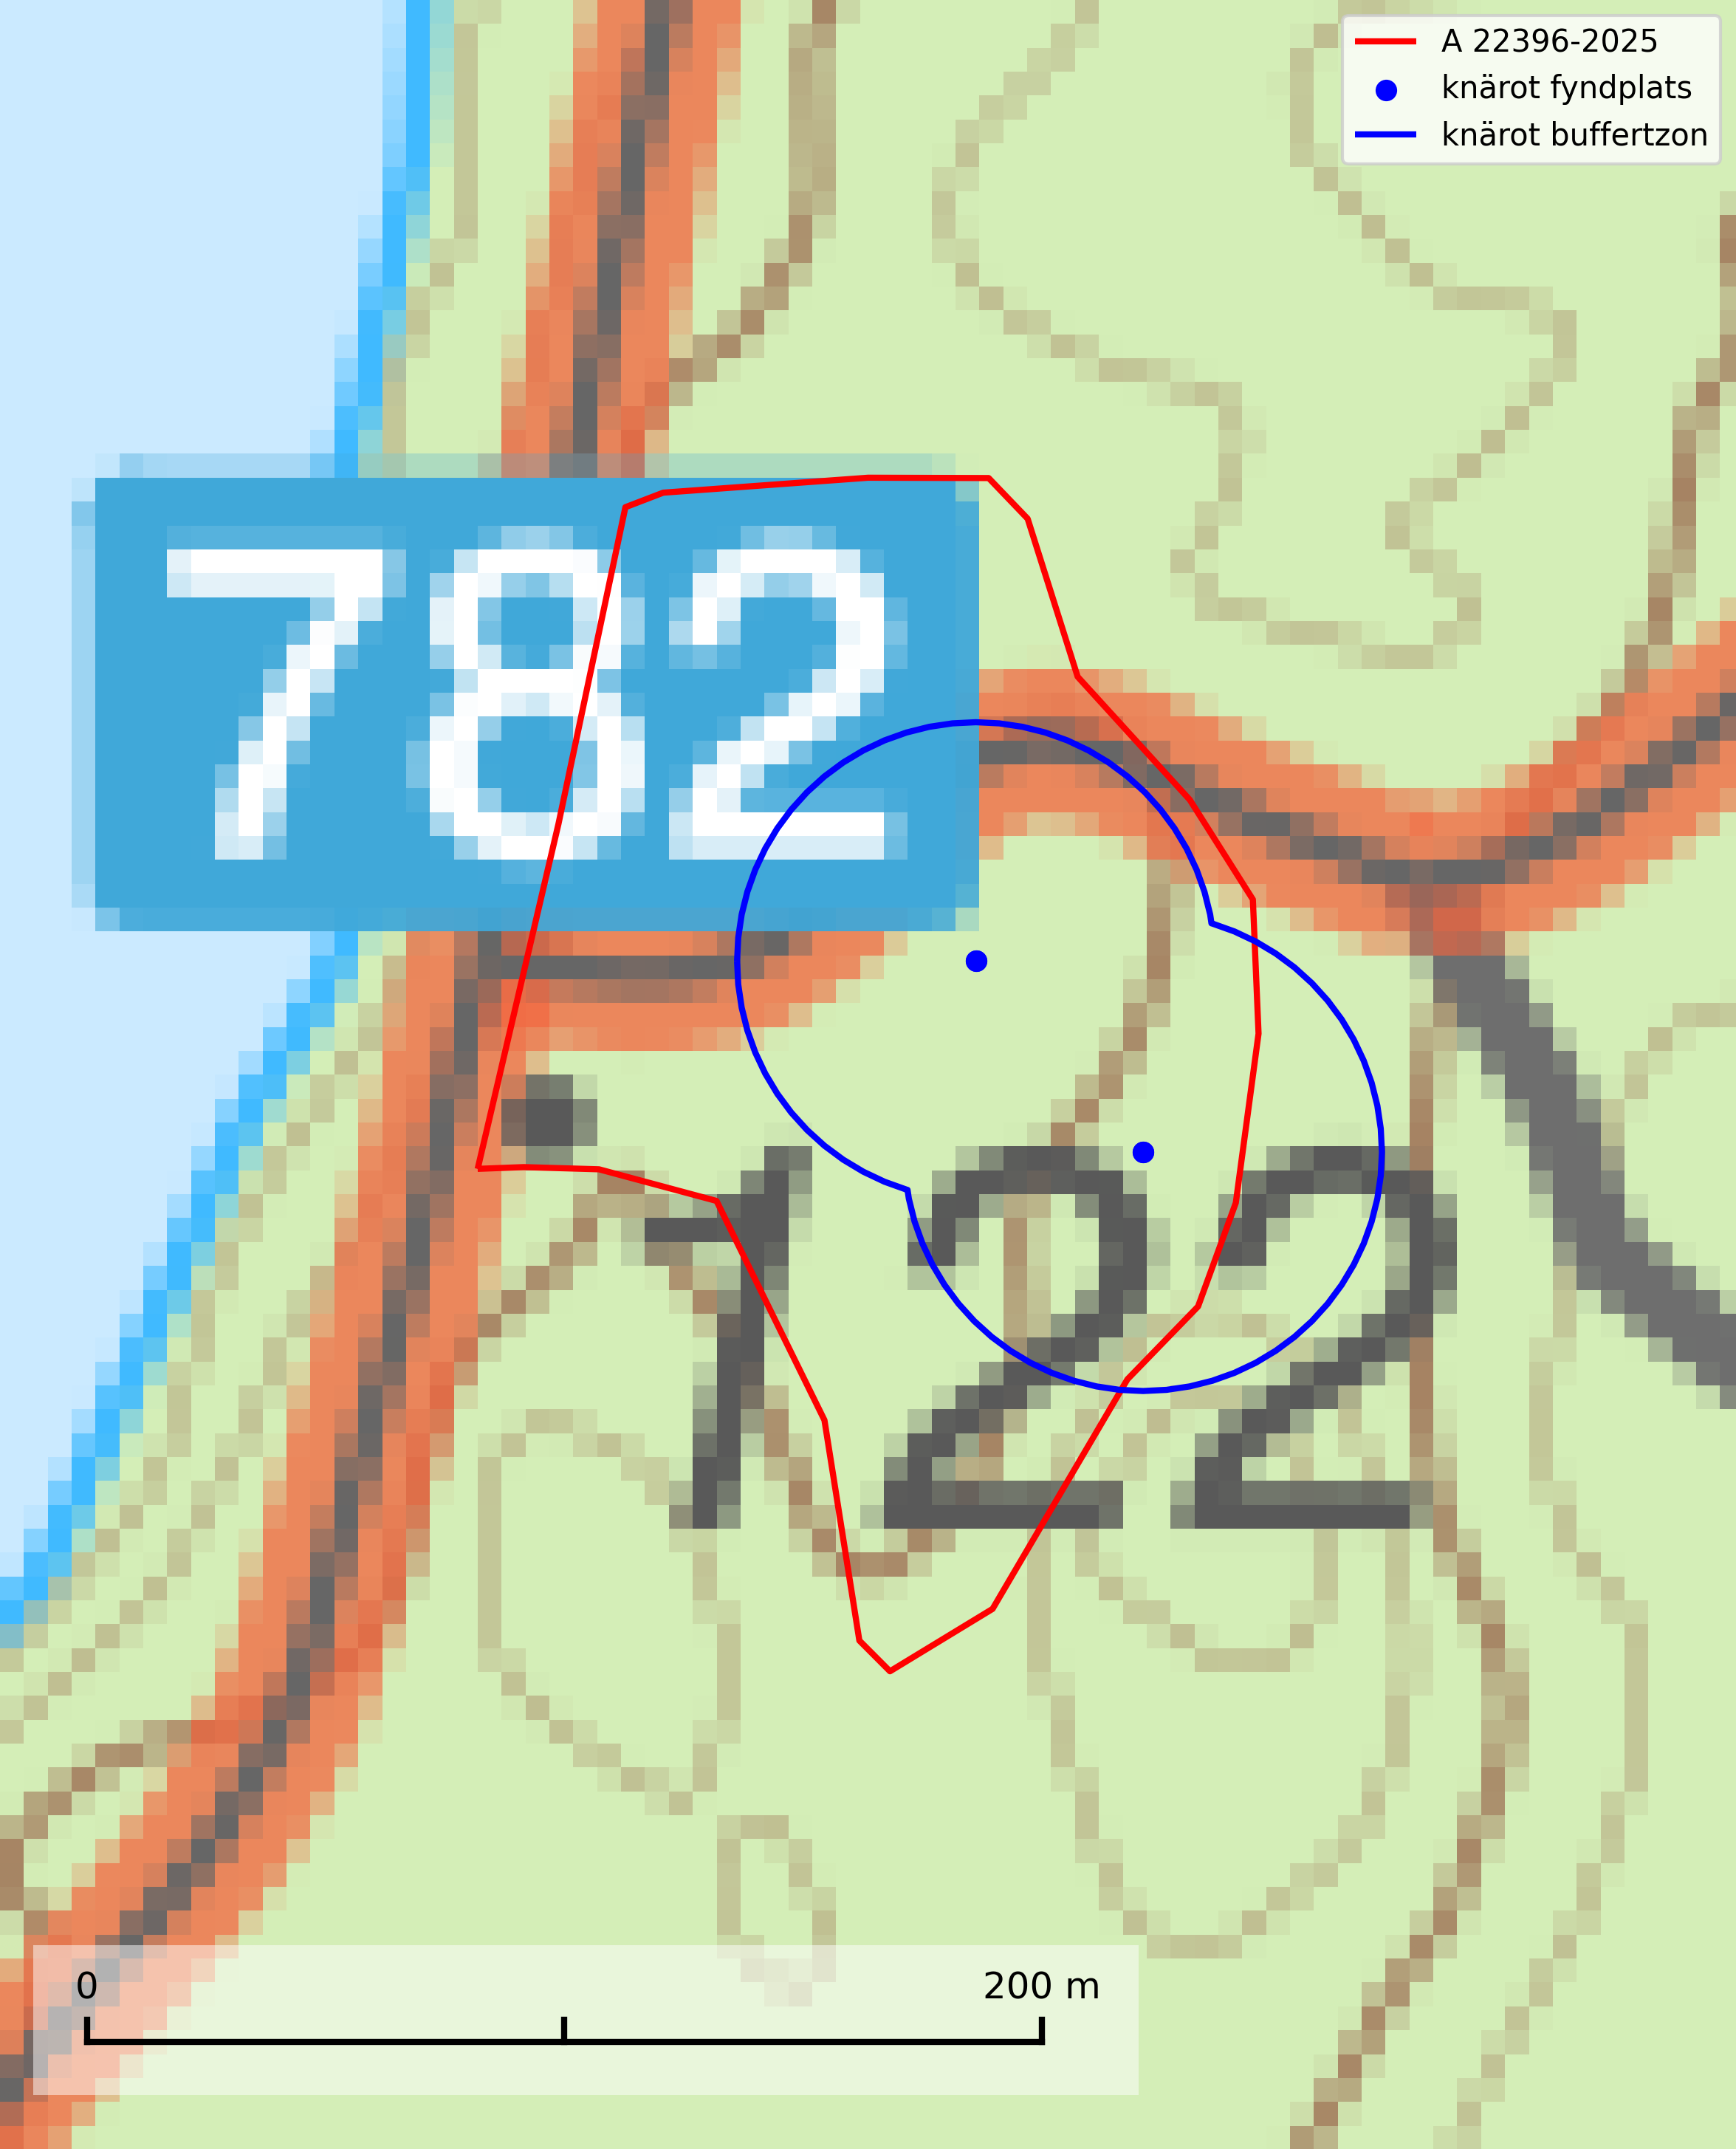 A 22396-2025
knärot fyndplats
knärot buffertzon
782
122
0 200 m